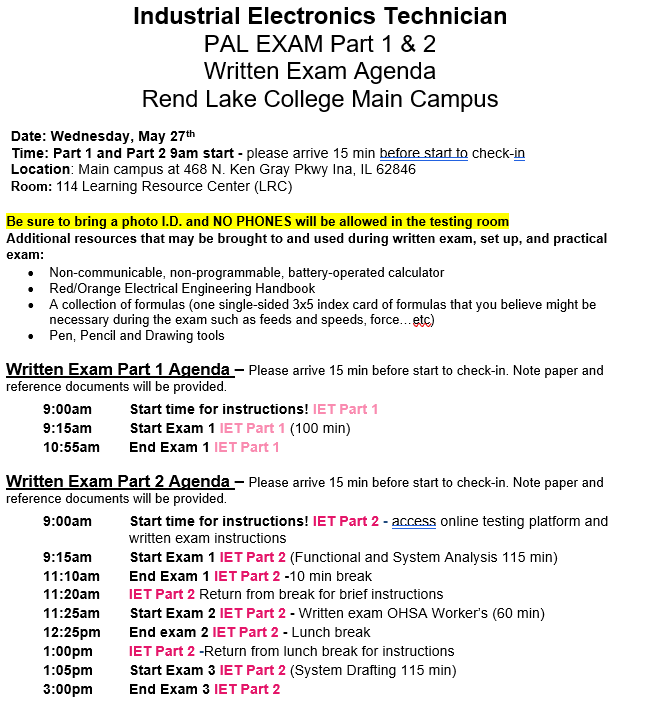 Industrial Electronics Technician
PAL EXAM Part 1 & 2
Written Exam Agenda
Rend Lake College Main Campus
Date: Wednesday, May 27th
Time: Part 1 and Part 2 9am start - please arrive 15 min before start to check-in
Location: Main campus at 468 N. Ken Gray Pkwy Ina, IL 62846
Room: 114 Learning Resource Center (LRC)
Be sure to bring a photo I.D. and NO PHONES will be allowed in the testing room
Additional resources that may be brought to and used during written exam, set up, and practical
exam:
• Non-communicable, non-programmable, battery-operated calculator
• Red/Orange Electrical Engineering Handbook
• A collection of formulas (one single-sided 3x5 index card of formulas that you believe might be
necessary during the exam such as feeds and speeds, force…etc)
• Pen, Pencil and Drawing tools
Written Exam Part 1 Agenda – Please arrive 15 min before start to check-in. Note paper and
reference documents will be provided.
9:00am Start time for instructions! IET Part 1
9:15am Start Exam 1 IET Part 1 (100 min)
10:55am End Exam 1 IET Part 1
Written Exam Part 2 Agenda – Please arrive 15 min before start to check-in. Note paper and
reference documents will be provided.
9:00am Start time for instructions! IET Part 2 - access online testing platform and
written exam instructions
9:15am Start Exam 1 IET Part 2 (Functional and System Analysis 115 min)
11:10am End Exam 1 IET Part 2 -10 min break
11:20am IET Part 2 Return from break for brief instructions
11:25am Start Exam 2 IET Part 2 - Written exam OHSA Worker's (60 min)
12:25pm End exam 2 IET Part 2 - Lunch break
1:00pm IET Part 2 -Return from lunch break for instructions
1:05pm Start Exam 3 IET Part 2 (System Drafting 115 min)
3:00pm End Exam 3 IET Part 2